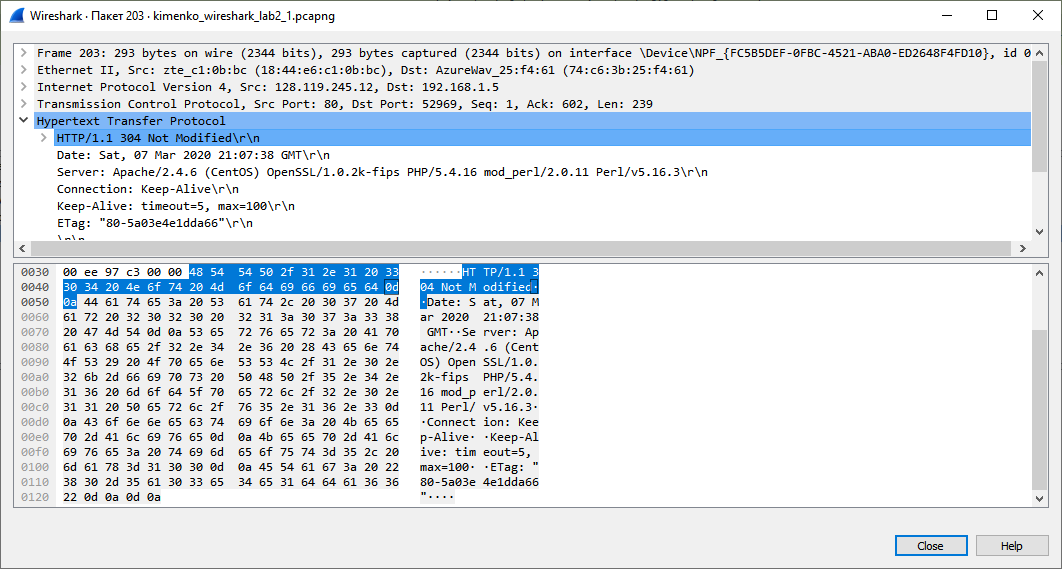 Wireshark · Пакет 203 · kimenko_wireshark_lab2_1.pcapng
Frame 203: 293 bytes on wire (2344 bits), 293 bytes captured (2344 bits) on interface \Device\NPF_{FC5B5DEF-0FBC-4521-ABA0-ED2648F4FD10}, id 0
Ethernet II, Src: zte_c1:0b:bc (18:44:e6:c1:0b:bc), Dst: AzureWav_25:f4:61 (74:c6:3b:25:f4:61)
Internet Protocol Version 4, Src: 128.119.245.12, Dst: 192.168.1.5
Transmission Control Protocol, Src Port: 80, Dst Port: 52969, Seq: 1, Ack: 602, Len: 239
Hypertext Transfer Protocol
HTTP/1.1 304 Not Modified\r\n
Date: Sat, 07 Mar 2020 21:07:38 GMT\r\n
Server: Apache/2.4.6 (CentOS) OpenSSL/1.0.2k-fips PHP/5.4.16 mod_perl/2.0.11 Perl/v5.16.3\r\n
Connection: Keep-Alive\r\n
Keep-Alive: timeout=5, max=100\r\n
ETag: "80-5a03e4e1dda66"\r\n
\r\n
0030 00 ee 97 c3 00 00 48 54 54 50 2f 31 2e 31 20 33 ······HT TP/1.1 3
0040 30 34 20 4e 6f 74 20 4d 6f 64 69 66 69 65 64 0d 04 Not M odified·
0050 0a 44 61 74 65 3a 20 53 61 74 2c 20 30 37 20 4d ·Date: S at, 07 M
0060 61 72 20 32 30 32 30 20 32 31 3a 30 37 3a 33 38 ar 2020 21:07:38
0070 20 47 4d 54 0d 0a 53 65 72 76 65 72 3a 20 41 70 GMT··Se rver: Ap
0080 61 63 68 65 2f 32 2e 34 2e 36 20 28 43 65 6e 74 ache/2.4 .6 (Cent
0090 4f 53 29 20 4f 70 65 6e 53 53 4c 2f 31 2e 30 2e OS) Open SSL/1.0.
00a0 32 6b 2d 66 69 70 73 20 50 48 50 2f 35 2e 34 2e 2k-fips PHP/5.4.
00b0 31 36 20 6d 6f 64 5f 70 65 72 6c 2f 32 2e 30 2e 16 mod_p erl/2.0.
00c0 31 31 20 50 65 72 6c 2f 76 35 2e 31 36 2e 33 0d 11 Perl/ v5.16.3·
00d0 0a 43 6f 6e 6e 65 63 74 69 6f 6e 3a 20 4b 65 65 ·Connect ion: Kee
00e0 70 2d 41 6c 69 76 65 0d 0a 4b 65 65 70 2d 41 6c p-Alive· ·Keep-Al
00f0 69 76 65 3a 20 74 69 6d 65 6f 75 74 3d 35 2c 20 ive: tim eout=5,
0100 6d 61 78 3d 31 30 30 0d 0a 45 54 61 67 3a 20 22 max=100· ·ETag: "
0110 38 30 2d 35 61 30 33 65 34 65 31 64 64 61 36 36 80-5a03e 4e1dda66
0120 22 0d 0a 0d 0a "····
Close
Help